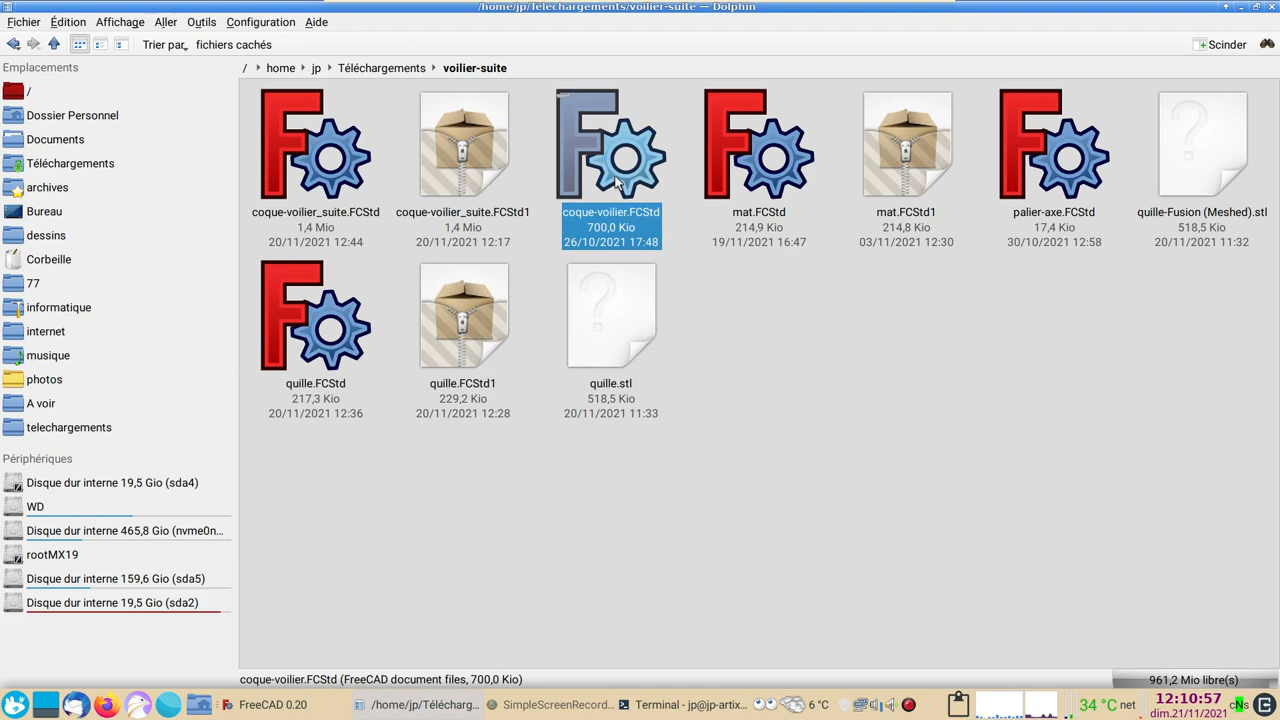 /home/jp/Téléchargements/voilier-suite — Dolphin
Fichier Édition Affichage Aller Outils Configuration Aide
Trier par fichiers cachés Scinder
Emplacements
/ home jp Téléchargements voilier-suite
/
Dossier Personnel
Documents
Téléchargements
archives
Bureau
dessins
Corbeille
77
informatique
internet
musique
photos
A voir
telechargements
Périphériques
Disque dur interne 19,5 Gio (sda4)
WD
Disque dur interne 465,8 Gio (nvme0n…
rootMX19
Disque dur interne 159,6 Gio (sda5)
Disque dur interne 19,5 Gio (sda2)
coque-voilier_suite.FCStd coque-voilier_suite.FCStd1 coque-voilier.FCStd mat.FCStd mat.FCStd1 palier-axe.FCStd quille-Fusion (Meshed).stl
1,4 Mio 1,4 Mio 700,0 Kio 214,9 Kio 214,8 Kio 17,4 Kio 518,5 Kio
20/11/2021 12:44 20/11/2021 12:17 26/10/2021 17:48 19/11/2021 16:47 03/11/2021 12:30 30/10/2021 12:58 20/11/2021 11:32
quille.FCStd quille.FCStd1 quille.stl
217,3 Kio 229,2 Kio 518,5 Kio
20/11/2021 12:36 20/11/2021 12:28 20/11/2021 11:33
coque-voilier.FCStd (FreeCAD document files, 700,0 Kio) 961,2 Mio libre(s)
FreeCAD 0.20 /home/jp/Télécharg… SimpleScreenRecord… Terminal - jp@jp-artix… 6 °C 34 °C net 12:10:57
dim.21/11/2021 cNs